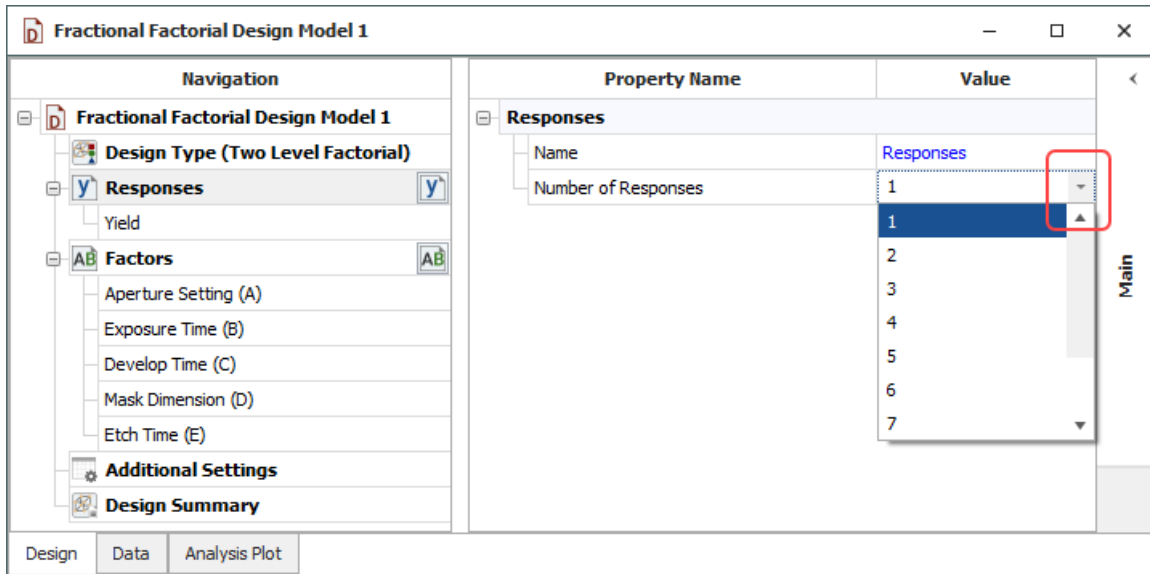 Fractional Factorial Design Model 1
Navigation
Property Name Value
Fractional Factorial Design Model 1
Responses
Design Type (Two Level Factorial)
Name Responses
Responses
Number of Responses 1
Yield
1
Factors
2
Aperture Setting (A)
3
Exposure Time (B)
4
Develop Time (C)
5
Mask Dimension (D)
6
Etch Time (E)
7
Additional Settings
Design Summary
Main
Design Data Analysis Plot